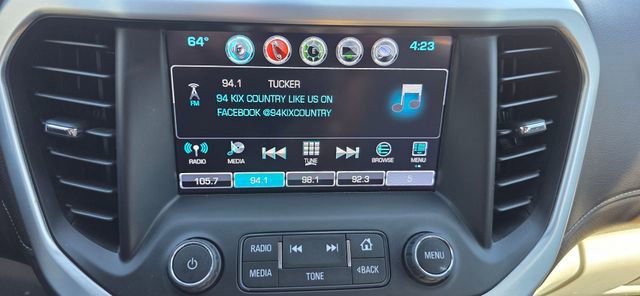 64° 4:23
94.1 TUCKER
94 KIX COUNTRY LIKE US ON
FACEBOOK @94KIXCOUNTRY
FM
RADIO MEDIA TUNE BROWSE MENU
105.7 94.1 98.1 92.3 5
RADIO
MEDIA TONE BACK
MENU